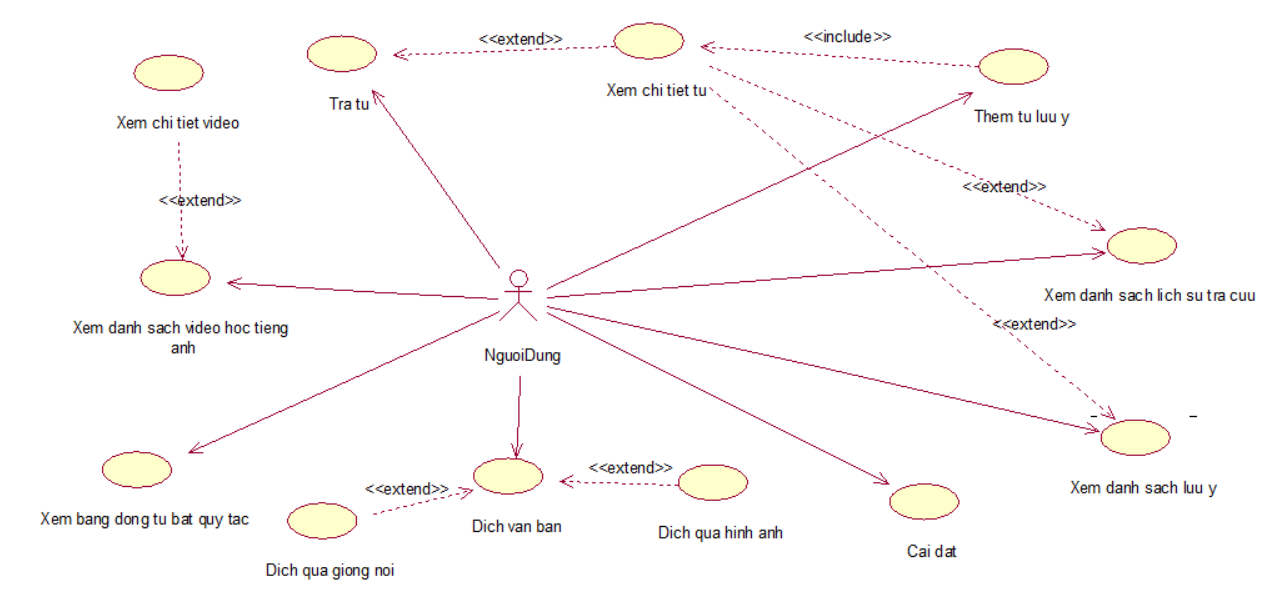 <<extend>>
<<include>>
Xem chi tiet tu
Tra tu
Them tu luu y
Xem chi tiet video
<<extend>>
<<extend>>
Xem danh sach lich su tra cuu
Xem danh sach video hoc tieng
anh
<<extend>>
NguoiDung
<<extend>>
<<extend>>
Xem danh sach luu y
Xem bang dong tu bat quy tac
Dich van ban
Dich qua hinh anh
Cai dat
Dich qua giong noi